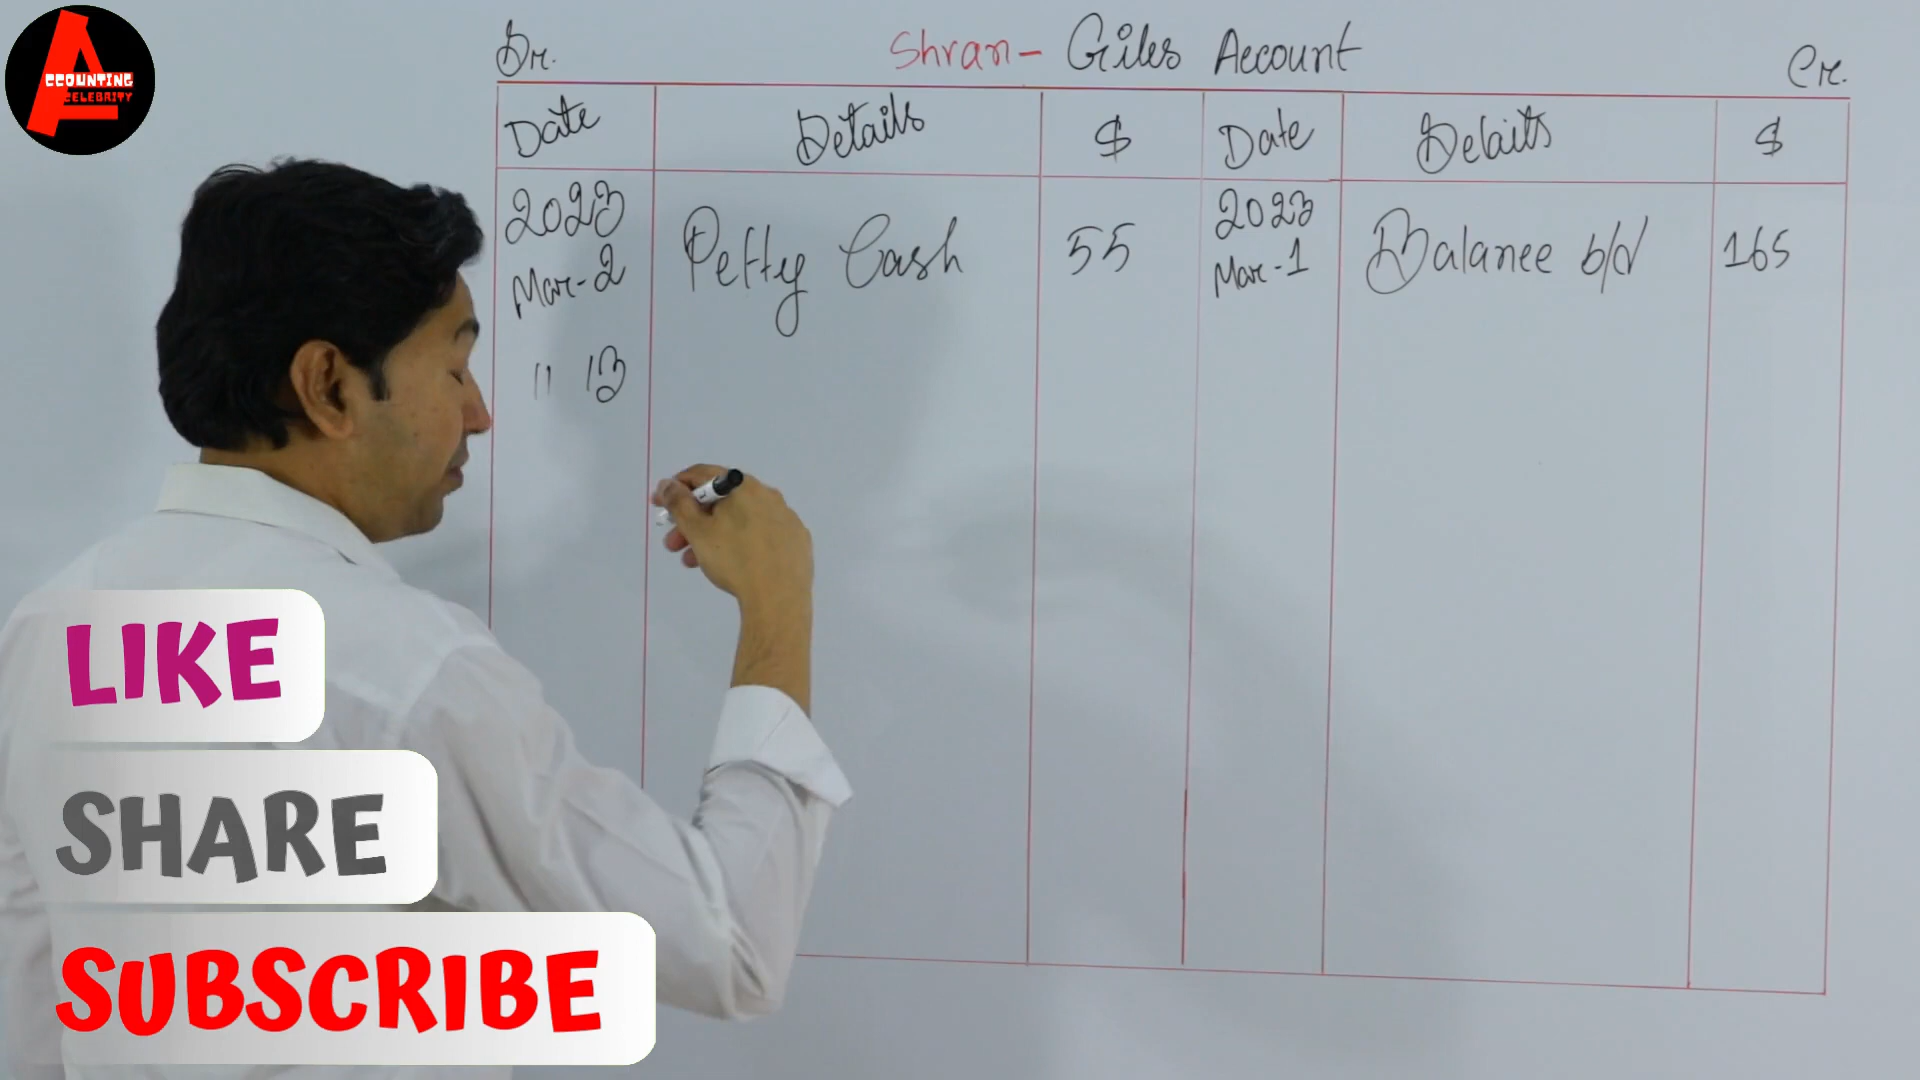 ACCOUNTING
CELEBRITY
Dr. Shran- Giles Account Cr.
Date Details $ Date Details $
2023 2023
Mar-2 Petty Cash 55 Mar-1 Balance b/d 165
" 13
LIKE
SHARE
SUBSCRIBE